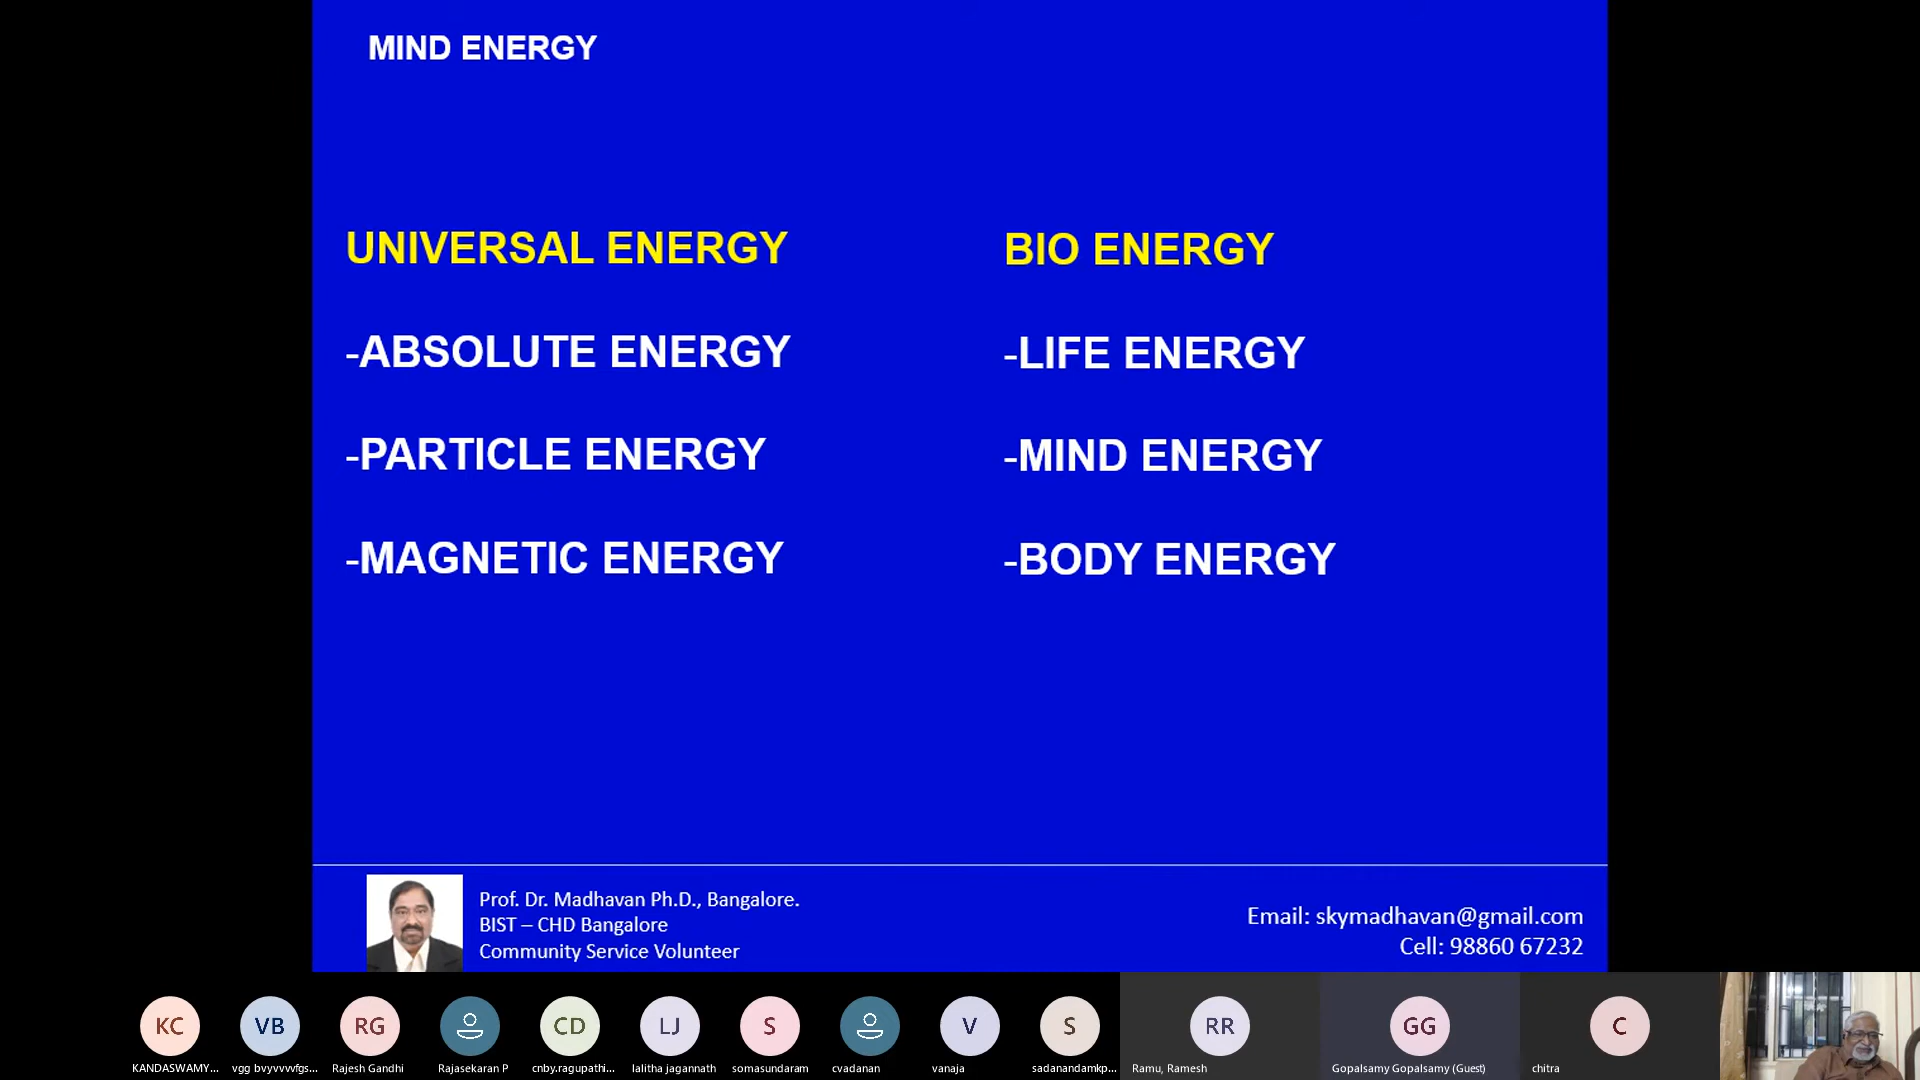 MIND ENERGY
UNIVERSAL ENERGY
-ABSOLUTE ENERGY
-PARTICLE ENERGY
-MAGNETIC ENERGY
BIO ENERGY
-LIFE ENERGY
-MIND ENERGY
-BODY ENERGY
Prof. Dr. Madhavan Ph.D., Bangalore.
BIST – CHD Bangalore
Community Service Volunteer
Email: skymadhavan@gmail.com
Cell: 98860 67232
KC
VB
RG
CD
LJ
S
V
S
RR
GG
C
KANDASWAMY...
vgg bvyvvvvfgs...
Rajesh Gandhi
Rajasekaran P
cnby.ragupathi...
lalitha jagannath
somasundaram
cvadanan
vanaja
sadanandamkp...
Ramu, Ramesh
Gopalsamy Gopalsamy (Guest)
chitra